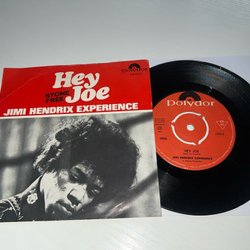 Hey
Joe
STONE
FREE
Polydor
JIMI HENDRIX EXPERIENCE
Polydor
HEY JOE
JIMI HENDRIX EXPERIENCE